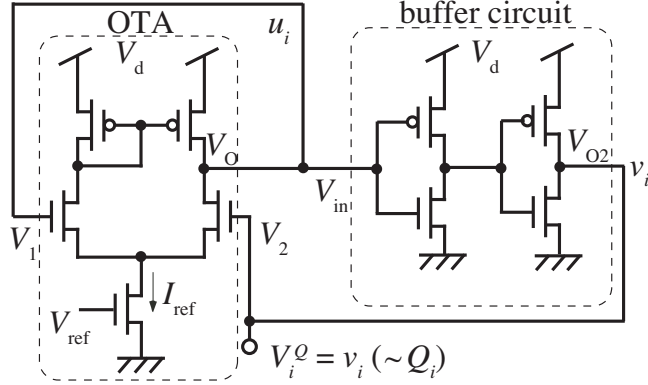 OTA
buffer circuit
u_i
V_d
V_d
V_O
V_O2
V_in
v_i
V_1
V_2
I_ref
V_ref
V_i^Q = v_i (~Q_i)